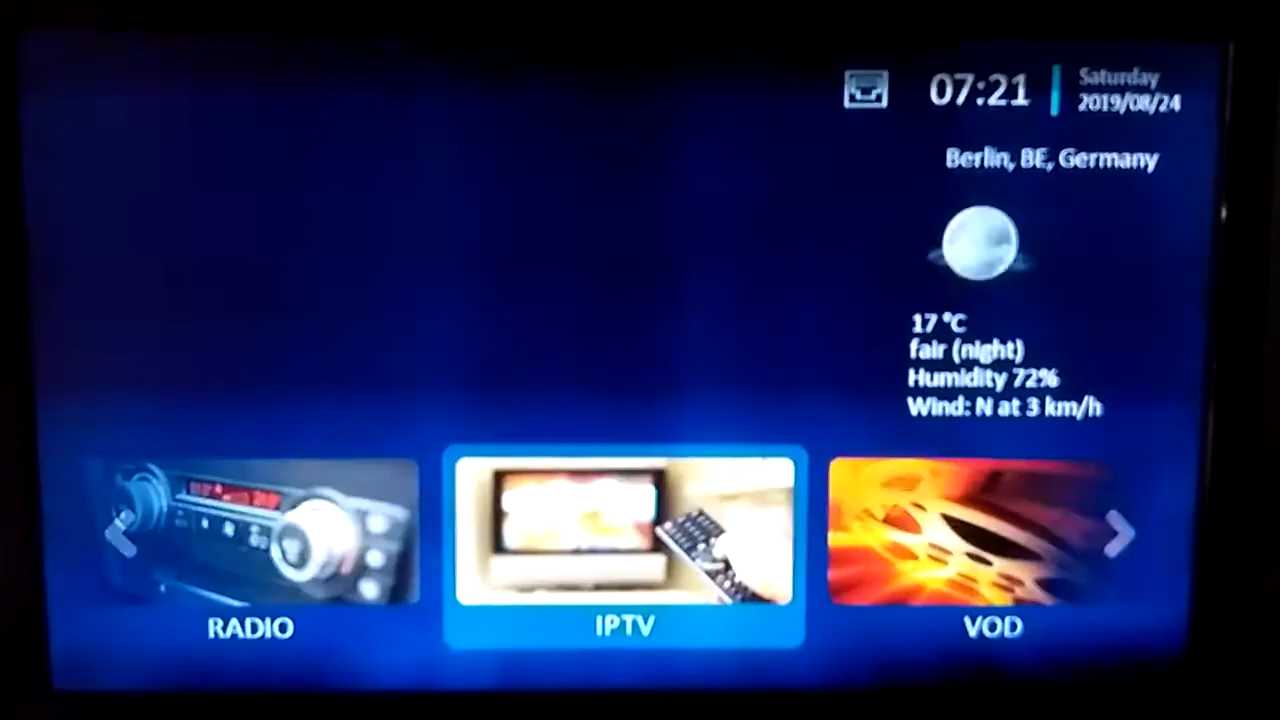 07:21
Saturday
2019/08/24
Berlin, BE, Germany
17 °C
fair (night)
Humidity 72%
Wind: N at 3 km/h
RADIO
IPTV
VOD